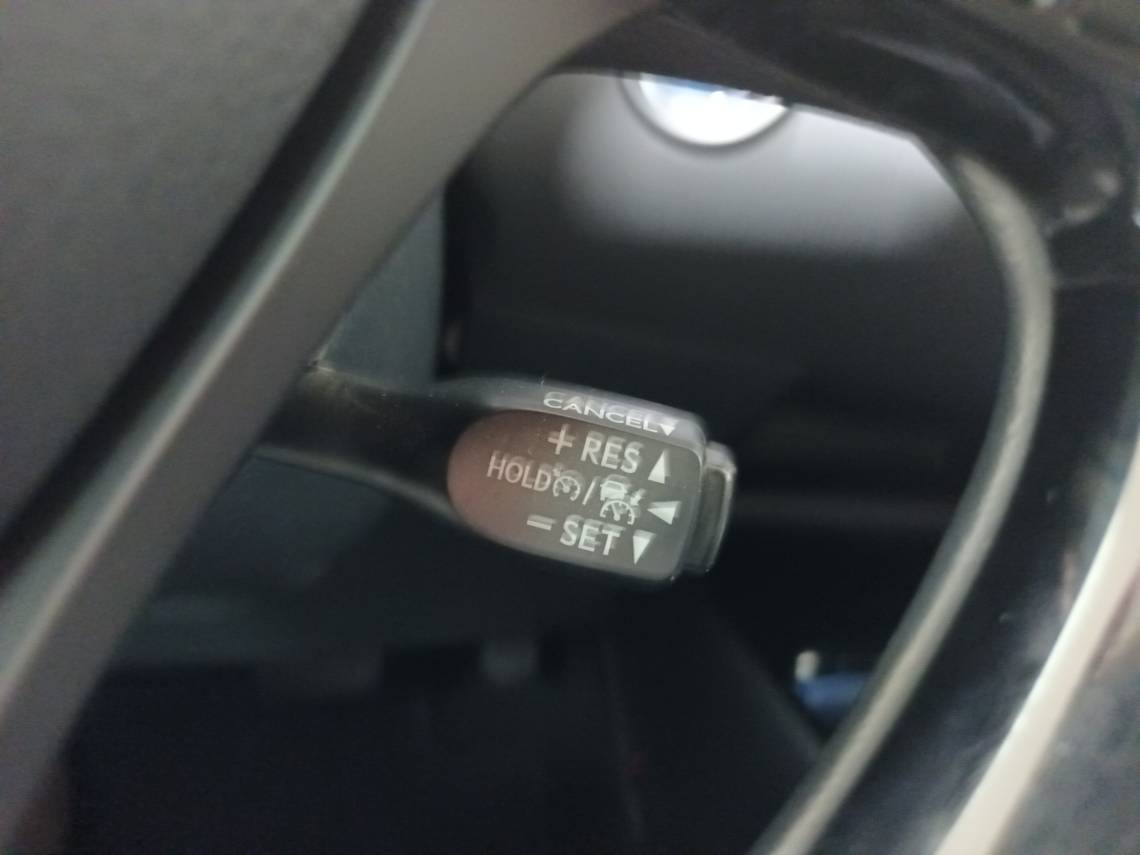 CANCEL
+ RES
HOLD /
− SET